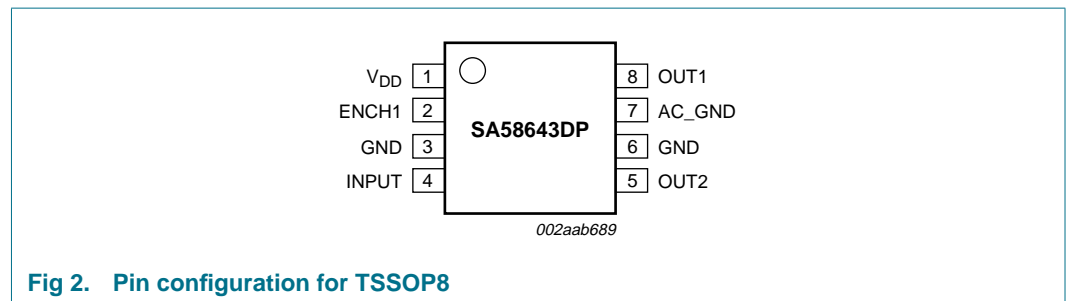 VDD 1 8 OUT1
ENCH1 2 7 AC_GND
SA58643DP
GND 3 6 GND
INPUT 4 5 OUT2
002aab689
Fig 2. Pin configuration for TSSOP8